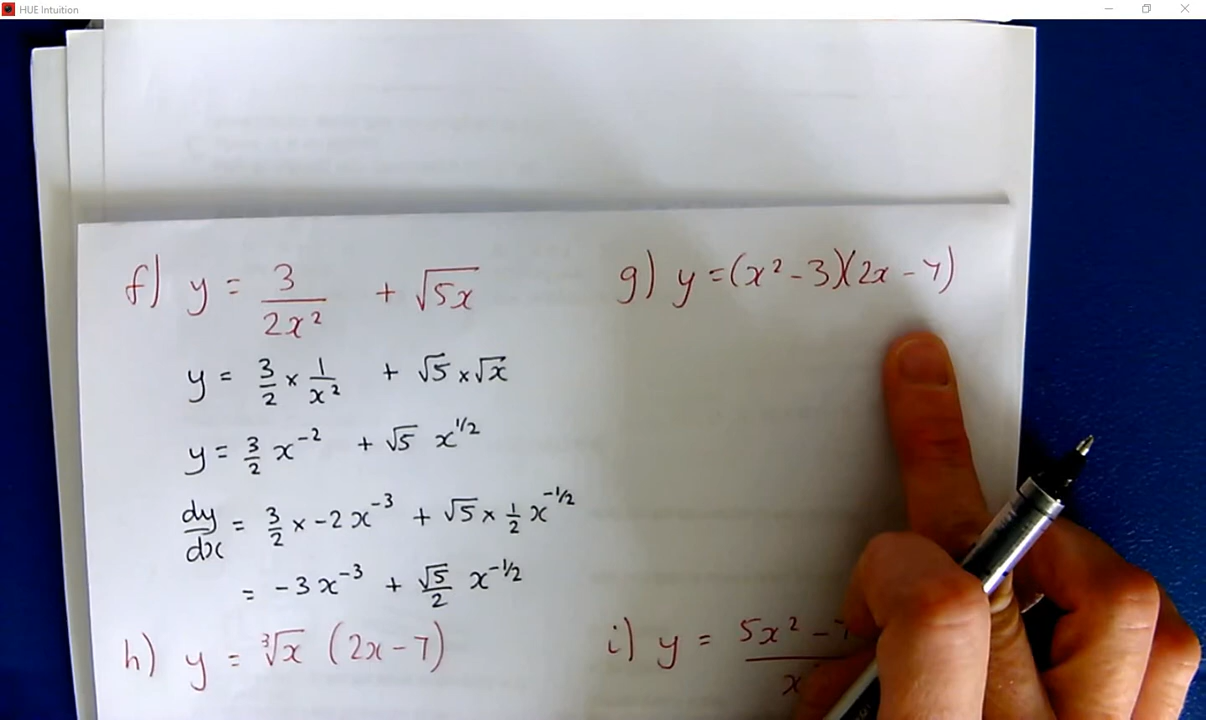 HUE Intuition
f) y = 3/2x² + √5x
y = 3/2 × 1/x² + √5 × √x
y = 3/2 x⁻² + √5 x^1/2
dy/dx = 3/2 × -2x⁻³ + √5 × 1/2 x^-1/2
= -3x⁻³ + √5/2 x^-1/2
g) y = (x² - 3)(2x - 7)
h) y = ∛x (2x - 7)
i) y = 5x² - 7/x